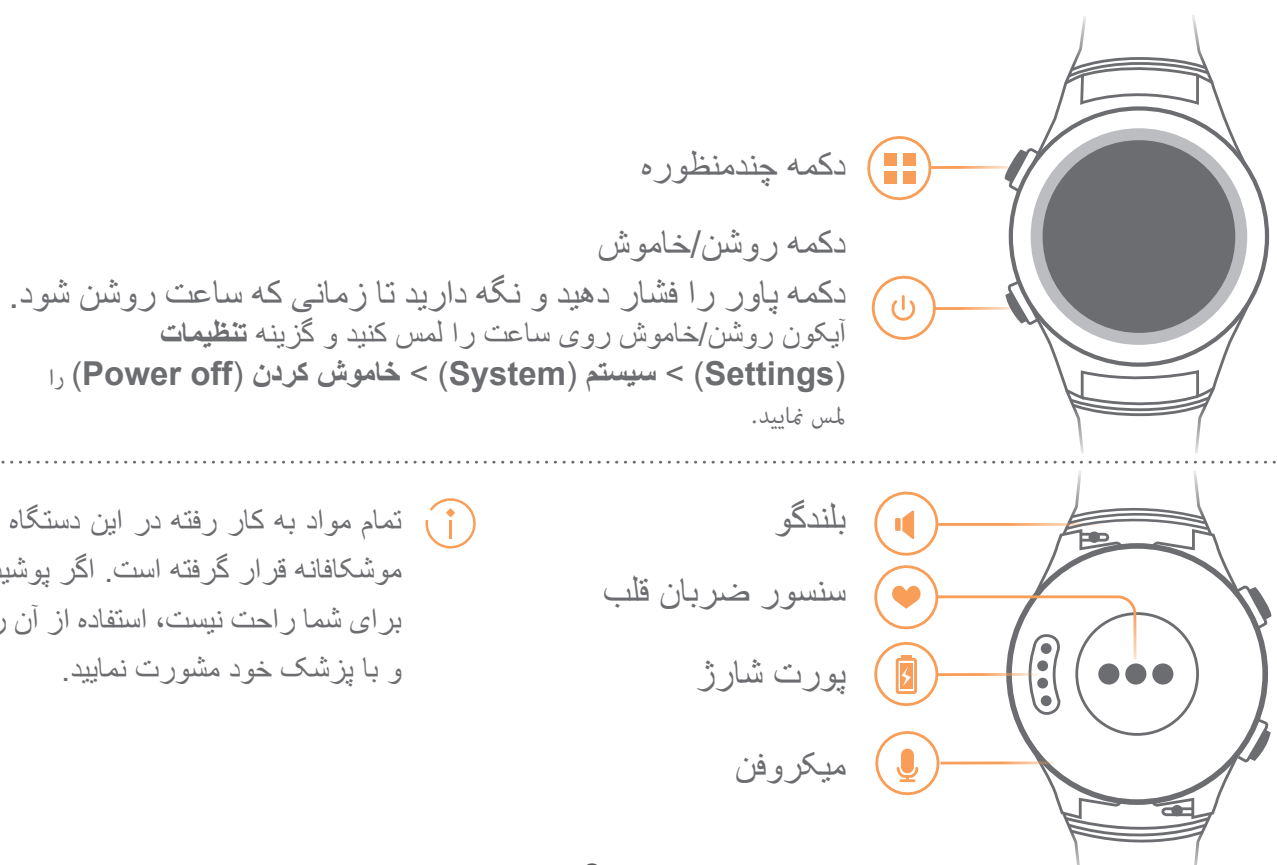 دکمه چندمنظوره
دکمه روشن/خاموش
دکمه پاور را فشار دهید و نگه دارید تا زمانی که ساعت روشن شود.
آیکون روشن/خاموش روی ساعت را لمس کنید و گزینه تنظیمات
(Settings) > سیستم (System) > خاموش کردن (Power off) را
لمس نمایید.
بلندگو
سنسور ضربان قلب
پورت شارژ
میکروفن
تمام مواد به کار رفته در این دستگاه
موشکافانه قرار گرفته است. اگر
برای شما راحت نیست، استفاده از آن
و با پزشک خود مشورت نمایید.